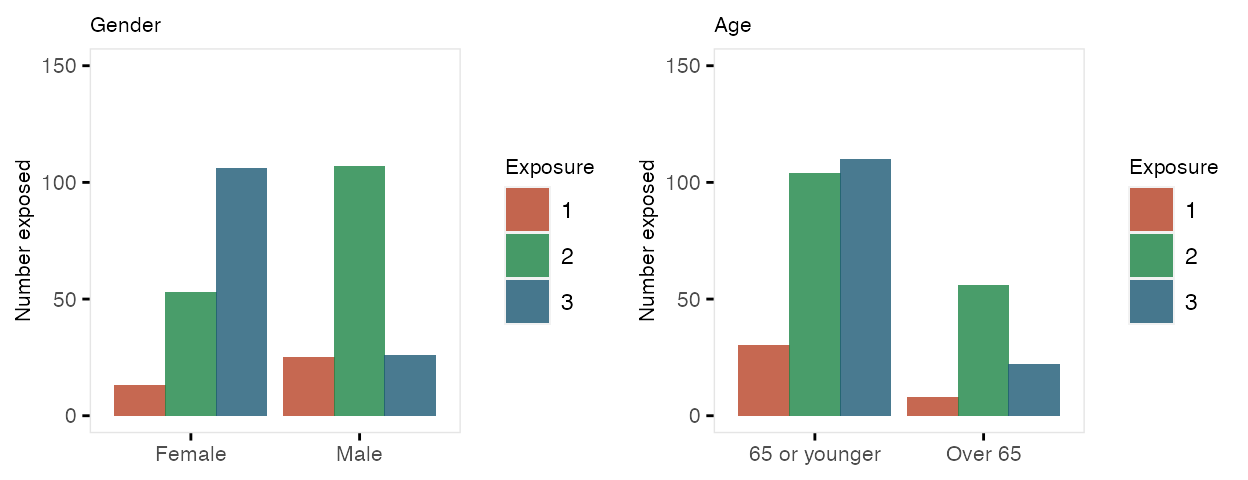 Gender
150
100
50
0
Number exposed
Female Male
Exposure
1
2
3
Age
150
100
50
0
Number exposed
65 or younger Over 65
Exposure
1
2
3